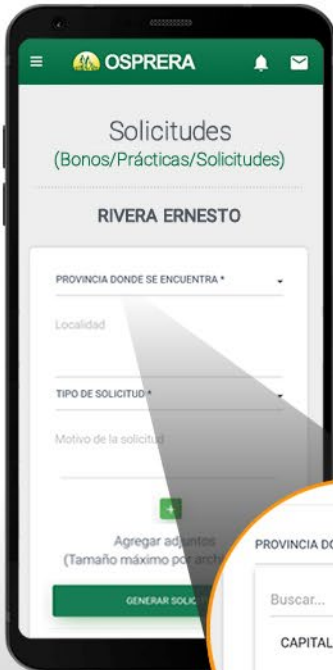 OSPRERA
Solicitudes
(Bonos/Prácticas/Solicitudes)
RIVERA ERNESTO
PROVINCIA DONDE SE ENCUENTRA *
Localidad
TIPO DE SOLICITUD *
Motivo de la solicitud
+
Agregar adjuntos
(Tamaño máximo por
GENERAR
PROVINCIA
Buscar...
CAPITAL